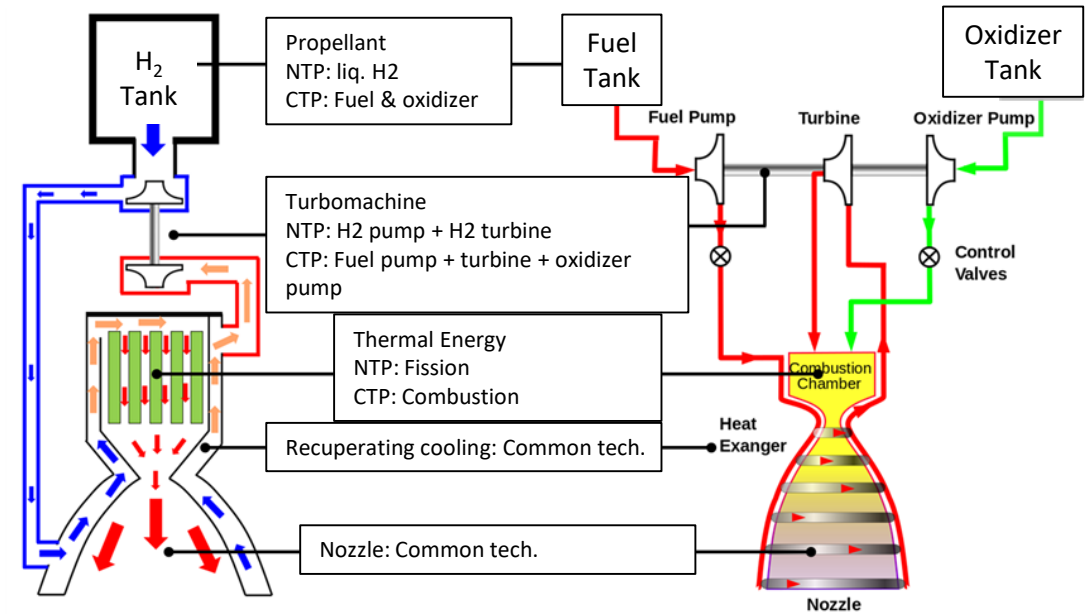 H₂
Tank
Propellant
NTP: liq. H2
CTP: Fuel & oxidizer
Fuel
Tank
Oxidizer
Tank
Fuel Pump
Turbine
Oxidizer Pump
Turbomachine
NTP: H2 pump + H2 turbine
CTP: Fuel pump + turbine + oxidizer
pump
Control
Valves
Thermal Energy
NTP: Fission
CTP: Combustion
Combustion
Chamber
Recuperating cooling: Common tech.
Heat
Exanger
Nozzle: Common tech.
Nozzle